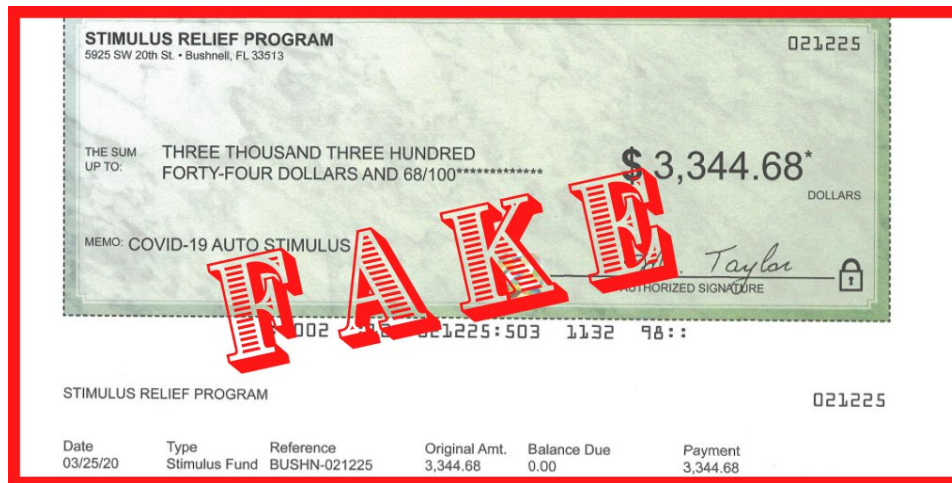 STIMULUS RELIEF PROGRAM 021225
5925 SW 20th St. • Bushnell, FL 33513
THE SUM UP TO: THREE THOUSAND THREE HUNDRED
FORTY-FOUR DOLLARS AND 68/100*************
$ 3,344.68*
DOLLARS
MEMO: COVID-19 AUTO STIMULUS
Taylor
AUTHORIZED SIGNATURE
FAKE
002 021225:503 1132 98::
STIMULUS RELIEF PROGRAM 021225
Date Type Reference Original Amt. Balance Due Payment
03/25/20 Stimulus Fund BUSHN-021225 3,344.68 0.00 3,344.68